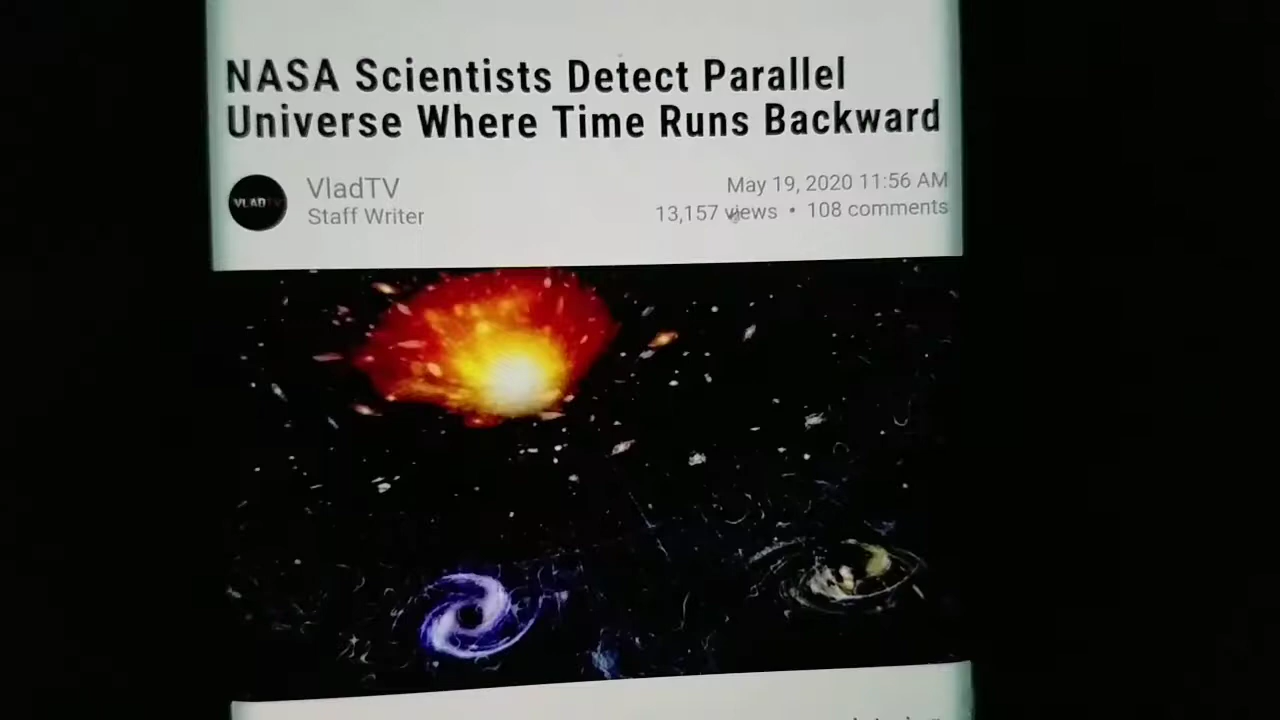 NASA Scientists Detect Parallel
Universe Where Time Runs Backward
VLADTV
VladTV
Staff Writer
May 19, 2020 11:56 AM
13,157 views • 108 comments